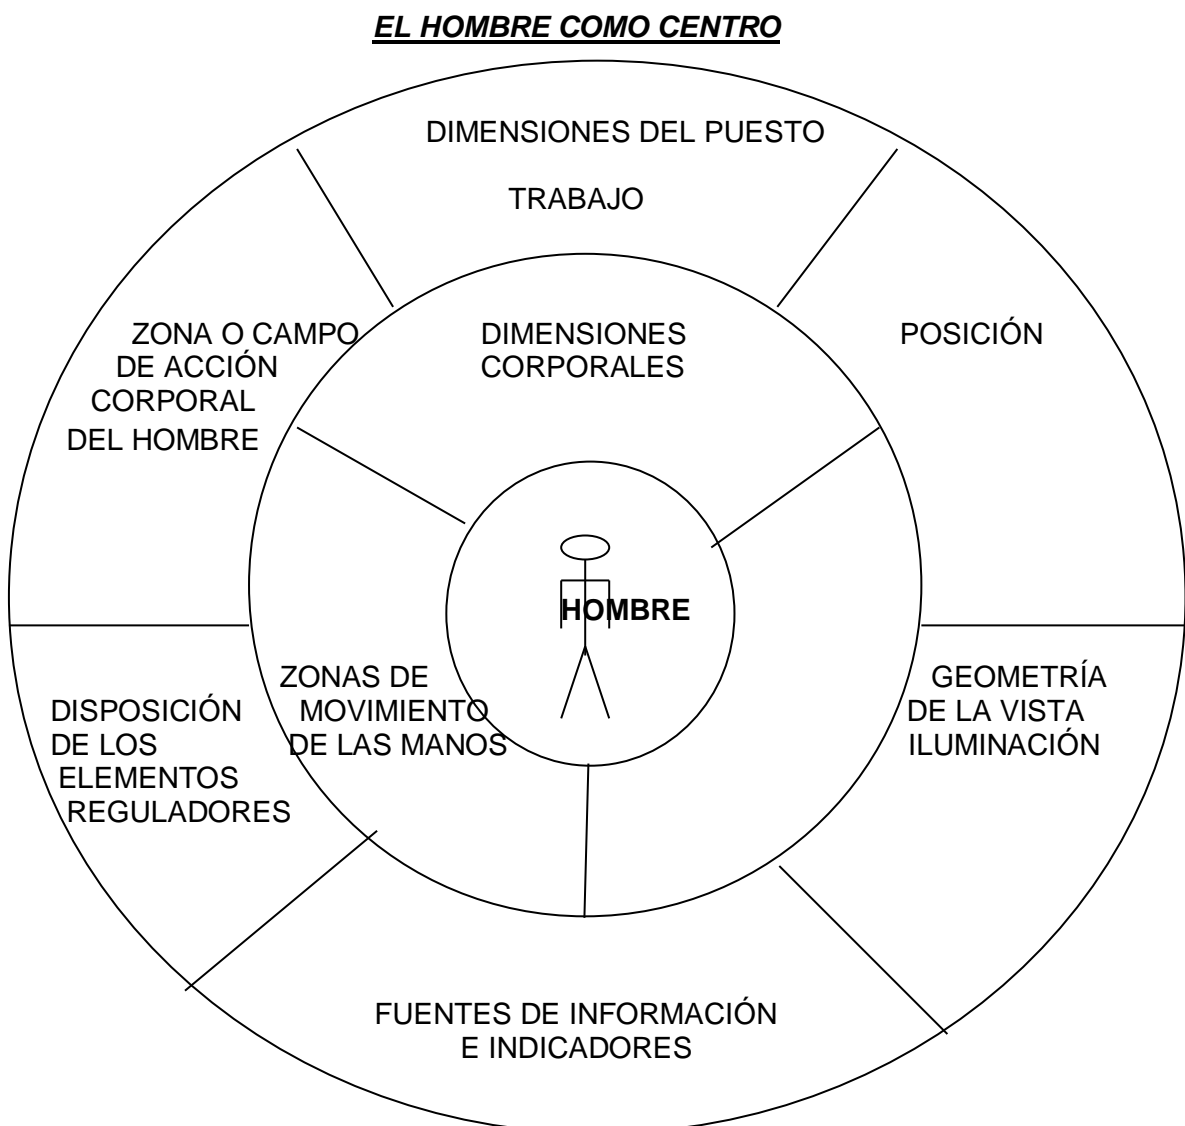 EL HOMBRE COMO CENTRO
DIMENSIONES DEL PUESTO
TRABAJO
ZONA O CAMPO
DE ACCIÓN
CORPORAL
DEL HOMBRE
DIMENSIONES
CORPORALES
POSICIÓN
HOMBRE
ZONAS DE
MOVIMIENTO
DE LAS MANOS
DISPOSICIÓN
DE LOS
ELEMENTOS
REGULADORES
GEOMETRÍA
DE LA VISTA
ILUMINACIÓN
FUENTES DE INFORMACIÓN
E INDICADORES